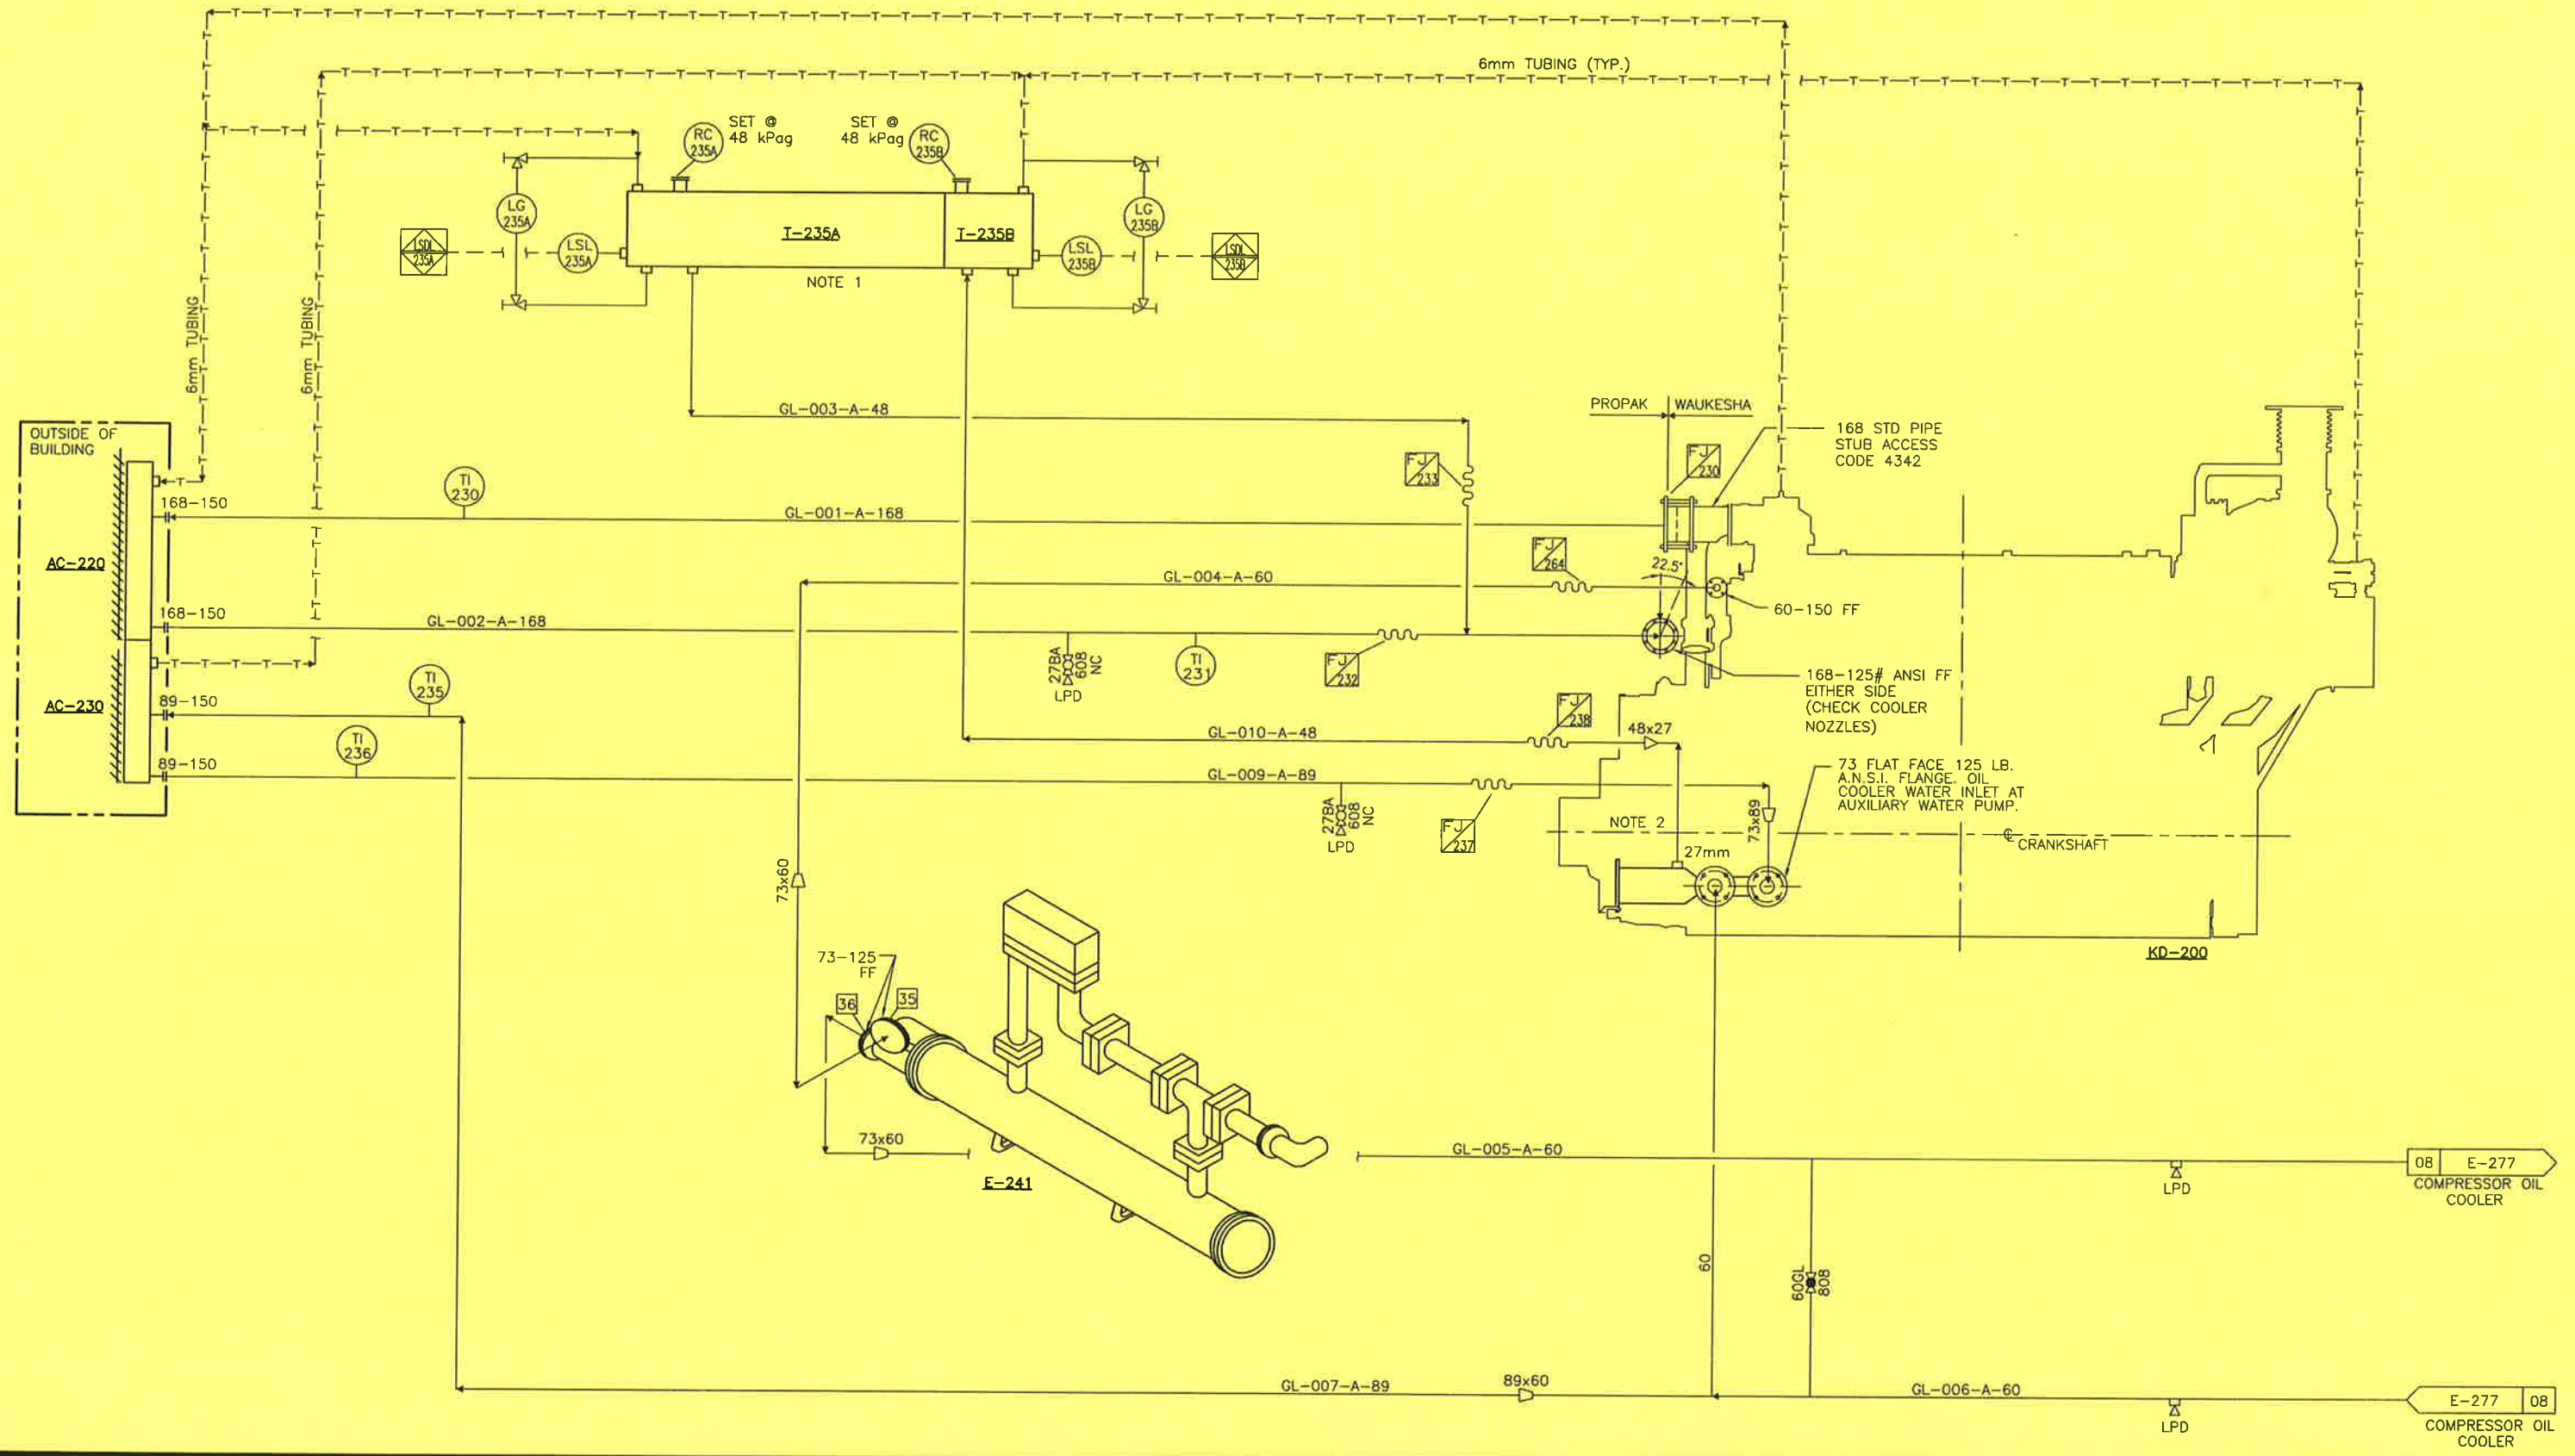 6mm TUBING (TYP.)
RC
235A
SET @
48 kPag
SET @
48 kPag
RC
235B
LG
235A
LSL
235A
LSDL
235A
T-235A
T-235B
NOTE 1
LG
235B
LSL
235B
LSDL
235B
6mm TUBING
6mm TUBING
OUTSIDE OF
BUILDING
GL-003-A-48
PROPAK
WAUKESHA
168 STD PIPE
STUB ACCESS
CODE 4342
FJ
233
FJ
230
168-150
TI
230
GL-001-A-168
AC-220
FJ
264
22.5°
GL-004-A-60
60-150 FF
168-150
GL-002-A-168
27BA
608
NC
LPD
TI
231
FJ
232
168-125# ANSI FF
EITHER SIDE
(CHECK COOLER
NOZZLES)
AC-230
89-150
TI
235
FJ
238
GL-010-A-48
48x27
TI
236
89-150
GL-009-A-89
27BA
608
NC
LPD
FJ
237
73x89
73 FLAT FACE 125 LB.
A.N.S.I. FLANGE. OIL
COOLER WATER INLET AT
AUXILIARY WATER PUMP.
NOTE 2
℄ CRANKSHAFT
27mm
73x60
KD-200
73-125
FF
36
35
73x60
E-241
GL-005-A-60
LPD
08
E-277
COMPRESSOR OIL
COOLER
60
60GL
808
GL-007-A-89
89x60
GL-006-A-60
LPD
E-277
08
COMPRESSOR OIL
COOLER